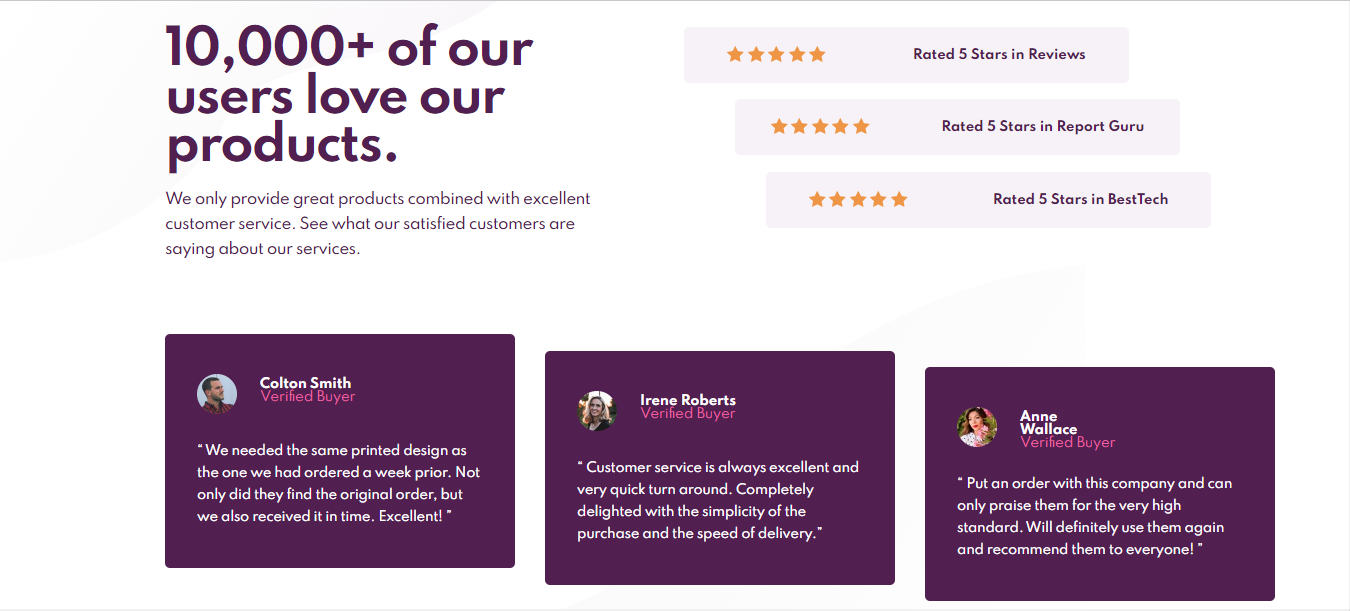 10,000+ of our
users love our
products.
We only provide great products combined with excellent
customer service. See what our satisfied customers are
saying about our services.
Rated 5 Stars in Reviews
Rated 5 Stars in Report Guru
Rated 5 Stars in BestTech
Colton Smith
Verified Buyer
“ We needed the same printed design as
the one we had ordered a week prior. Not
only did they find the original order, but
we also received it in time. Excellent! ”
Irene Roberts
Verified Buyer
“ Customer service is always excellent and
very quick turn around. Completely
delighted with the simplicity of the
purchase and the speed of delivery.”
Anne
Wallace
Verified Buyer
“ Put an order with this company and can
only praise them for the very high
standard. Will definitely use them again
and recommend them to everyone! ”